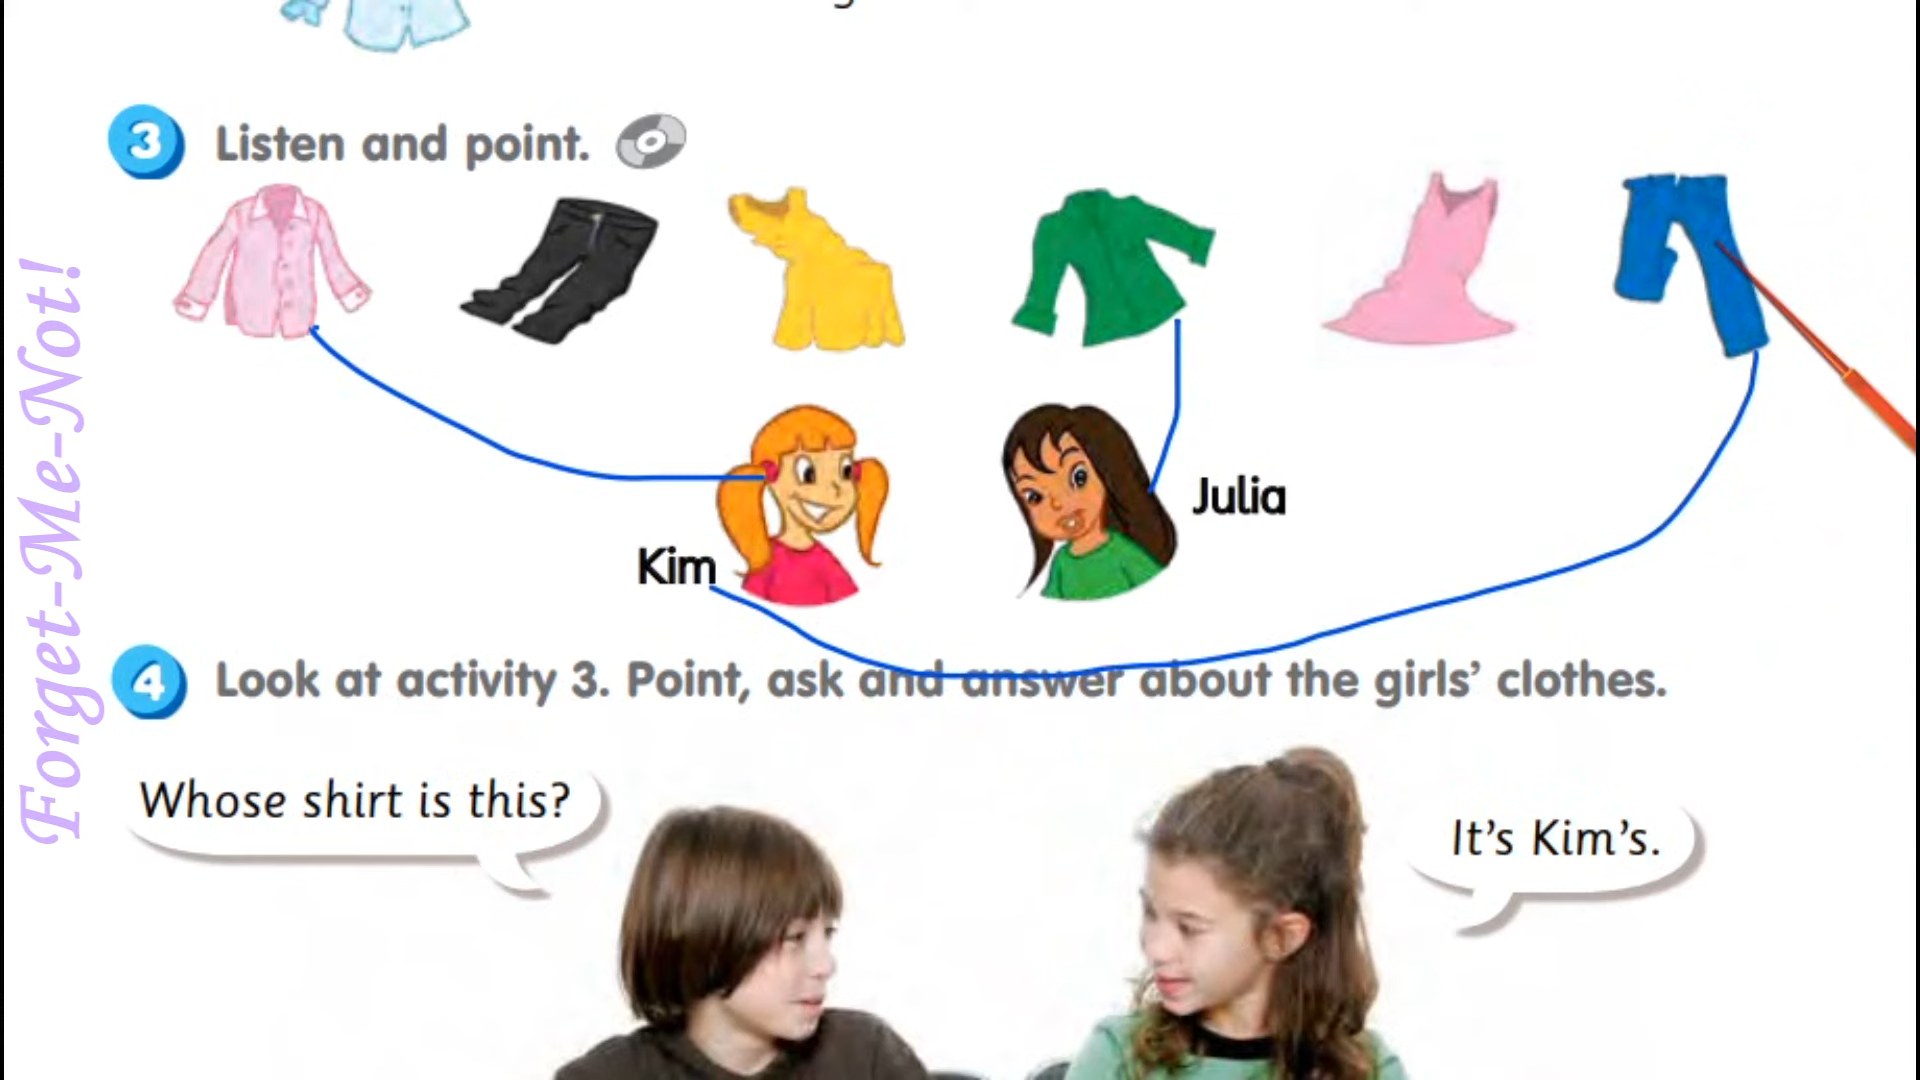 3 Listen and point.
Julia
Kim
4 Look at activity 3. Point, ask and answer about the girls' clothes.
Whose shirt is this?
It's Kim's.
Forget-Me-Not!